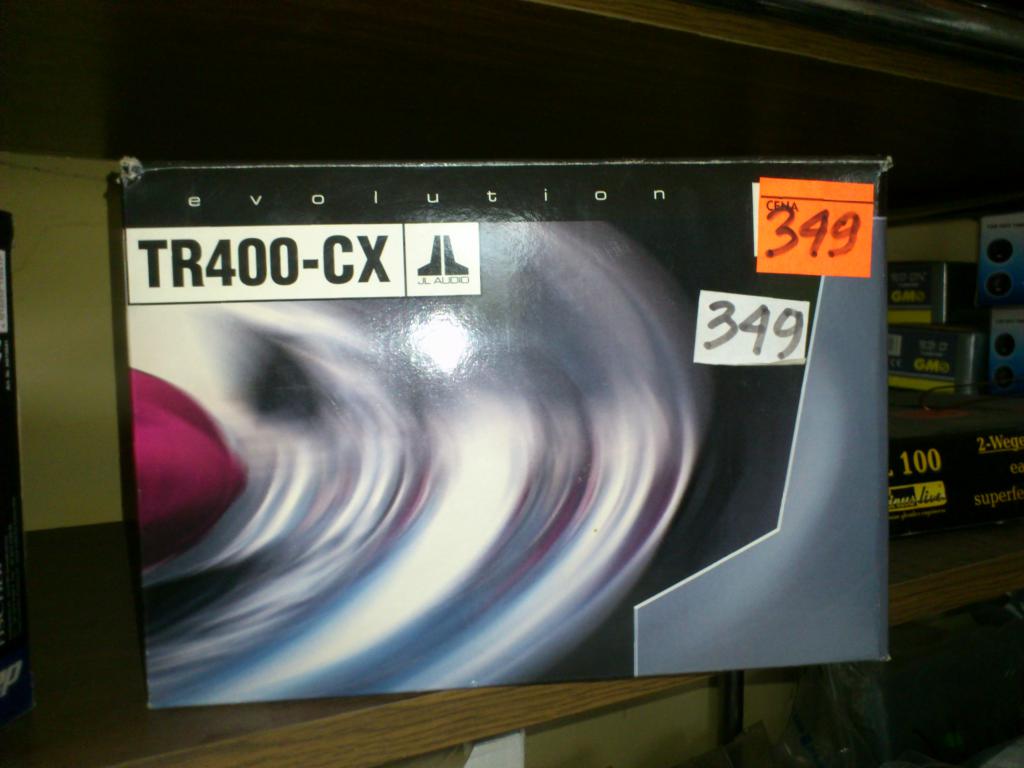 evolution
TR400-CX
JL AUDIO
CENA
349
349
GMO
GMO
100
2-Wege
superfe